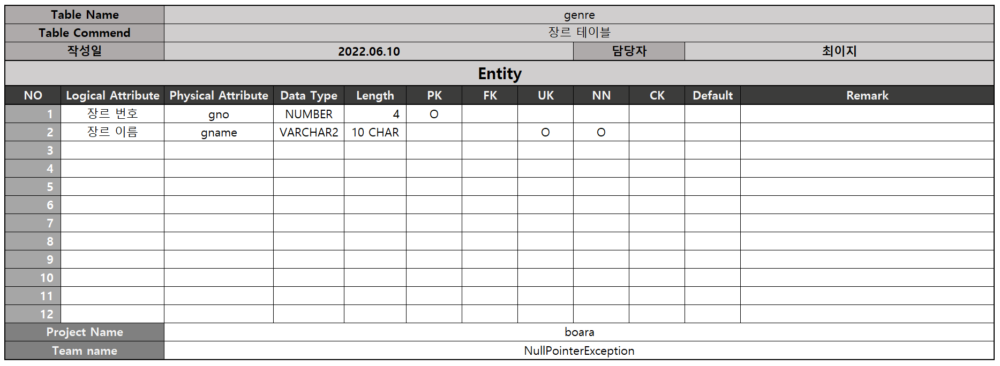 Table Name genre
Table Commend 장르 테이블
작성일 2022.06.10 담당자 최이지
Entity
NO Logical Attribute Physical Attribute Data Type Length PK FK UK NN CK Default Remark
1 장르 번호 gno NUMBER 4 O
2 장르 이름 gname VARCHAR2 10 CHAR O O
3
4
5
6
7
8
9
10
11
12
Project Name boara
Team name NullPointerException